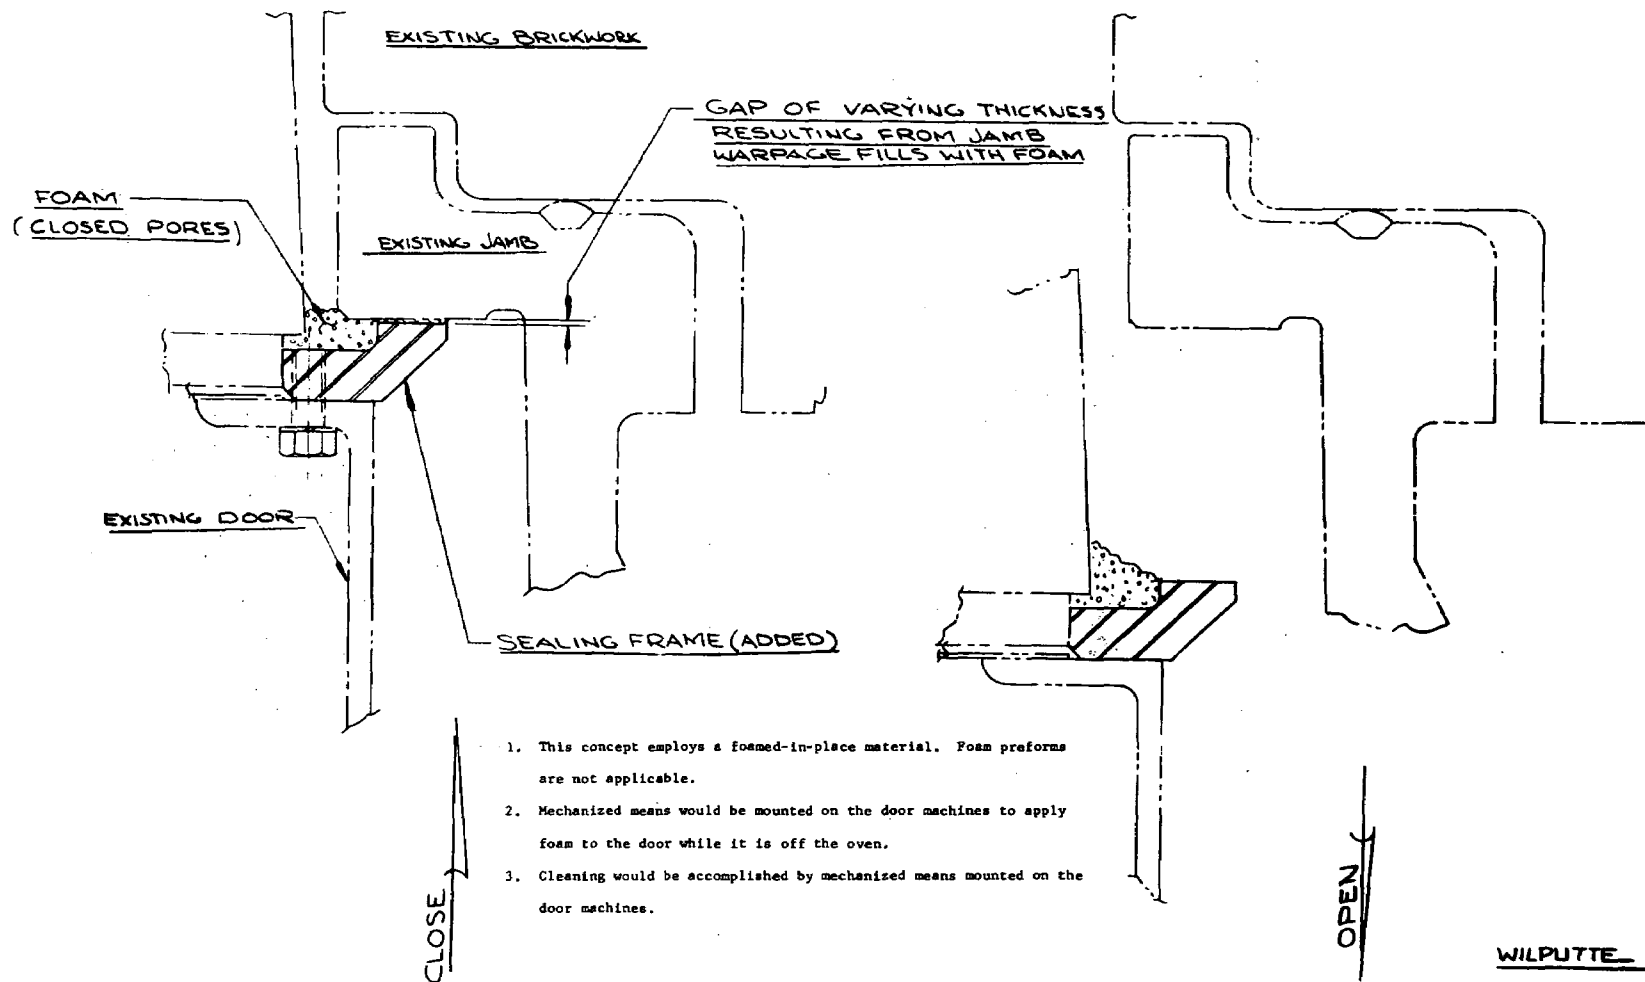 EXISTING BRICKWORK
GAP OF VARYING THICKNESS
RESULTING FROM JAMB
WARPAGE FILLS WITH FOAM
FOAM
(CLOSED PORES)
EXISTING JAMB
EXISTING DOOR
SEALING FRAME (ADDED)
1. This concept employs a foamed-in-place material. Foam preforms
are not applicable.
2. Mechanized means would be mounted on the door machines to apply
foam to the door while it is off the oven.
3. Cleaning would be accomplished by mechanized means mounted on the
door machines.
CLOSE
OPEN
WILPUTTE